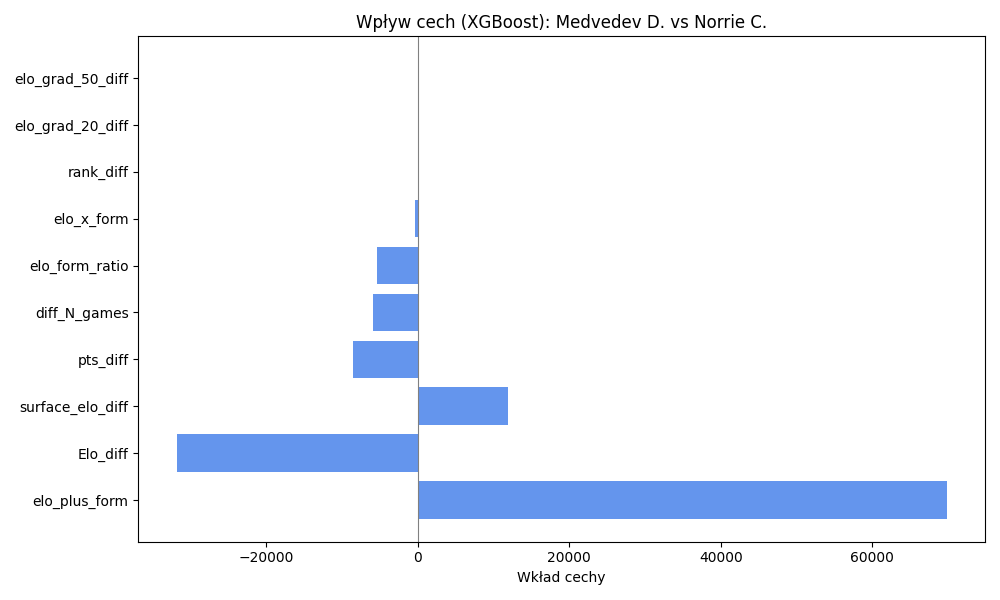 Wpływ cech (XGBoost): Medvedev D. vs Norrie C.
elo_grad_50_diff
elo_grad_20_diff
rank_diff
elo_x_form
elo_form_ratio
diff_N_games
pts_diff
surface_elo_diff
Elo_diff
elo_plus_form
−20000 0 20000 40000 60000
Wkład cechy